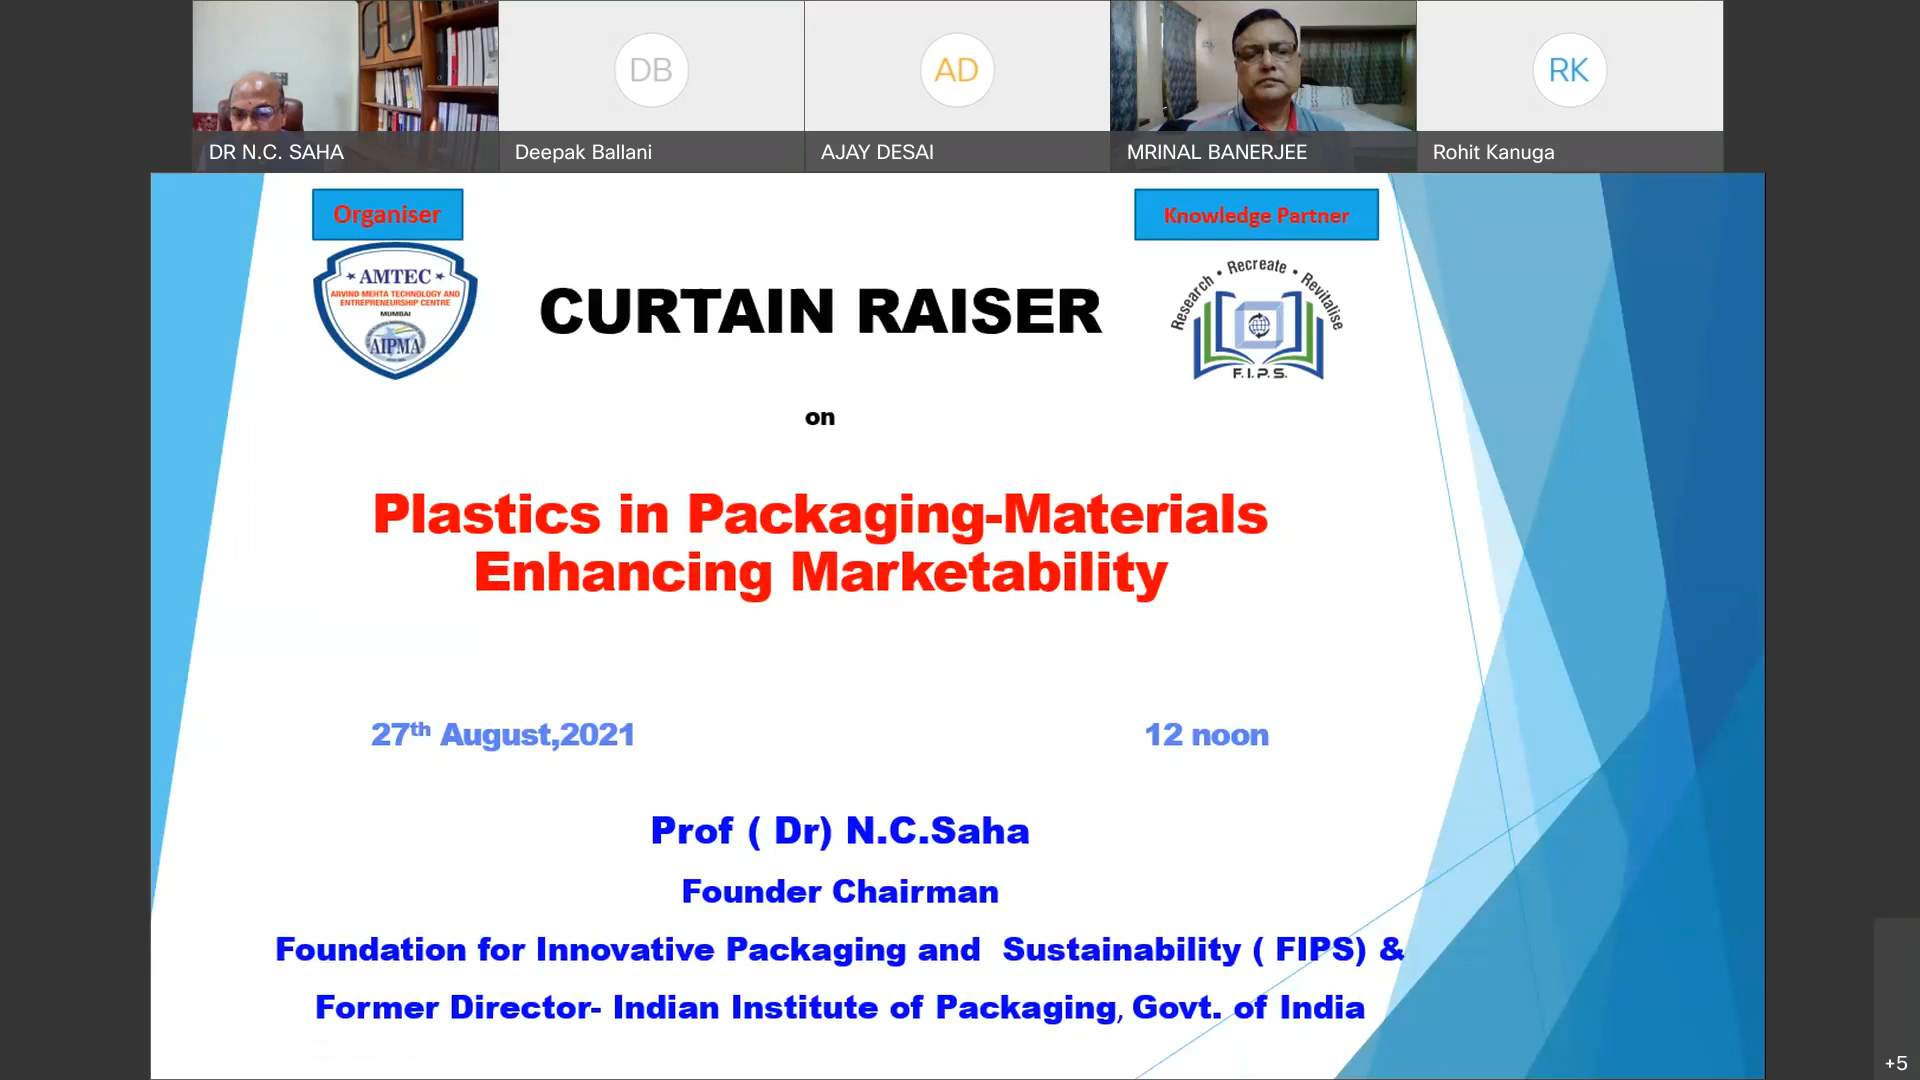 DB
AD
RK
DR N.C. SAHA
Deepak Ballani
AJAY DESAI
MRINAL BANERJEE
Rohit Kanuga
Organiser
Knowledge Partner
AMTEC
ARVIND MEHTA TECHNOLOGY AND
ENTREPRENEURSHIP CENTRE
MUMBAI
AIPMA
CURTAIN RAISER
Research • Recreate • Revitalise
F.I.P.S.
on
Plastics in Packaging-Materials
Enhancing Marketability
27th August,2021
12 noon
Prof ( Dr) N.C.Saha
Founder Chairman
Foundation for Innovative Packaging and Sustainability ( FIPS) &
Former Director- Indian Institute of Packaging, Govt. of India
+5